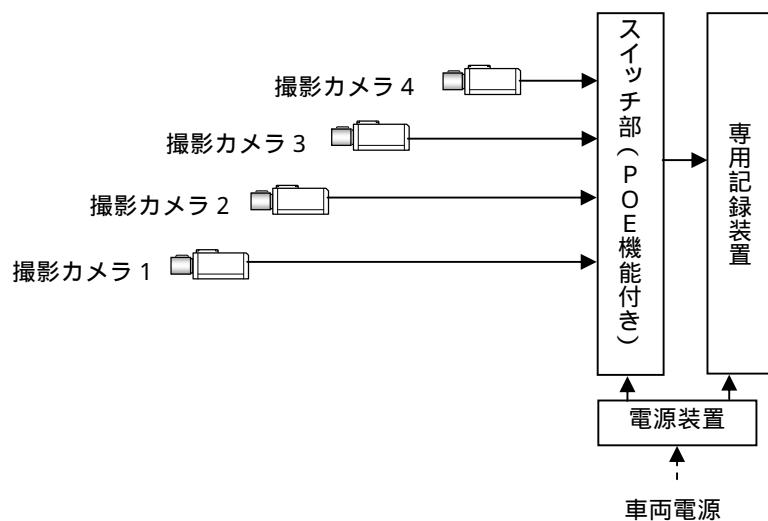 撮影カメラ4
撮影カメラ3
撮影カメラ2
撮影カメラ1
スイッチ部(POE機能付き)
専用記録装置
電源装置
車両電源